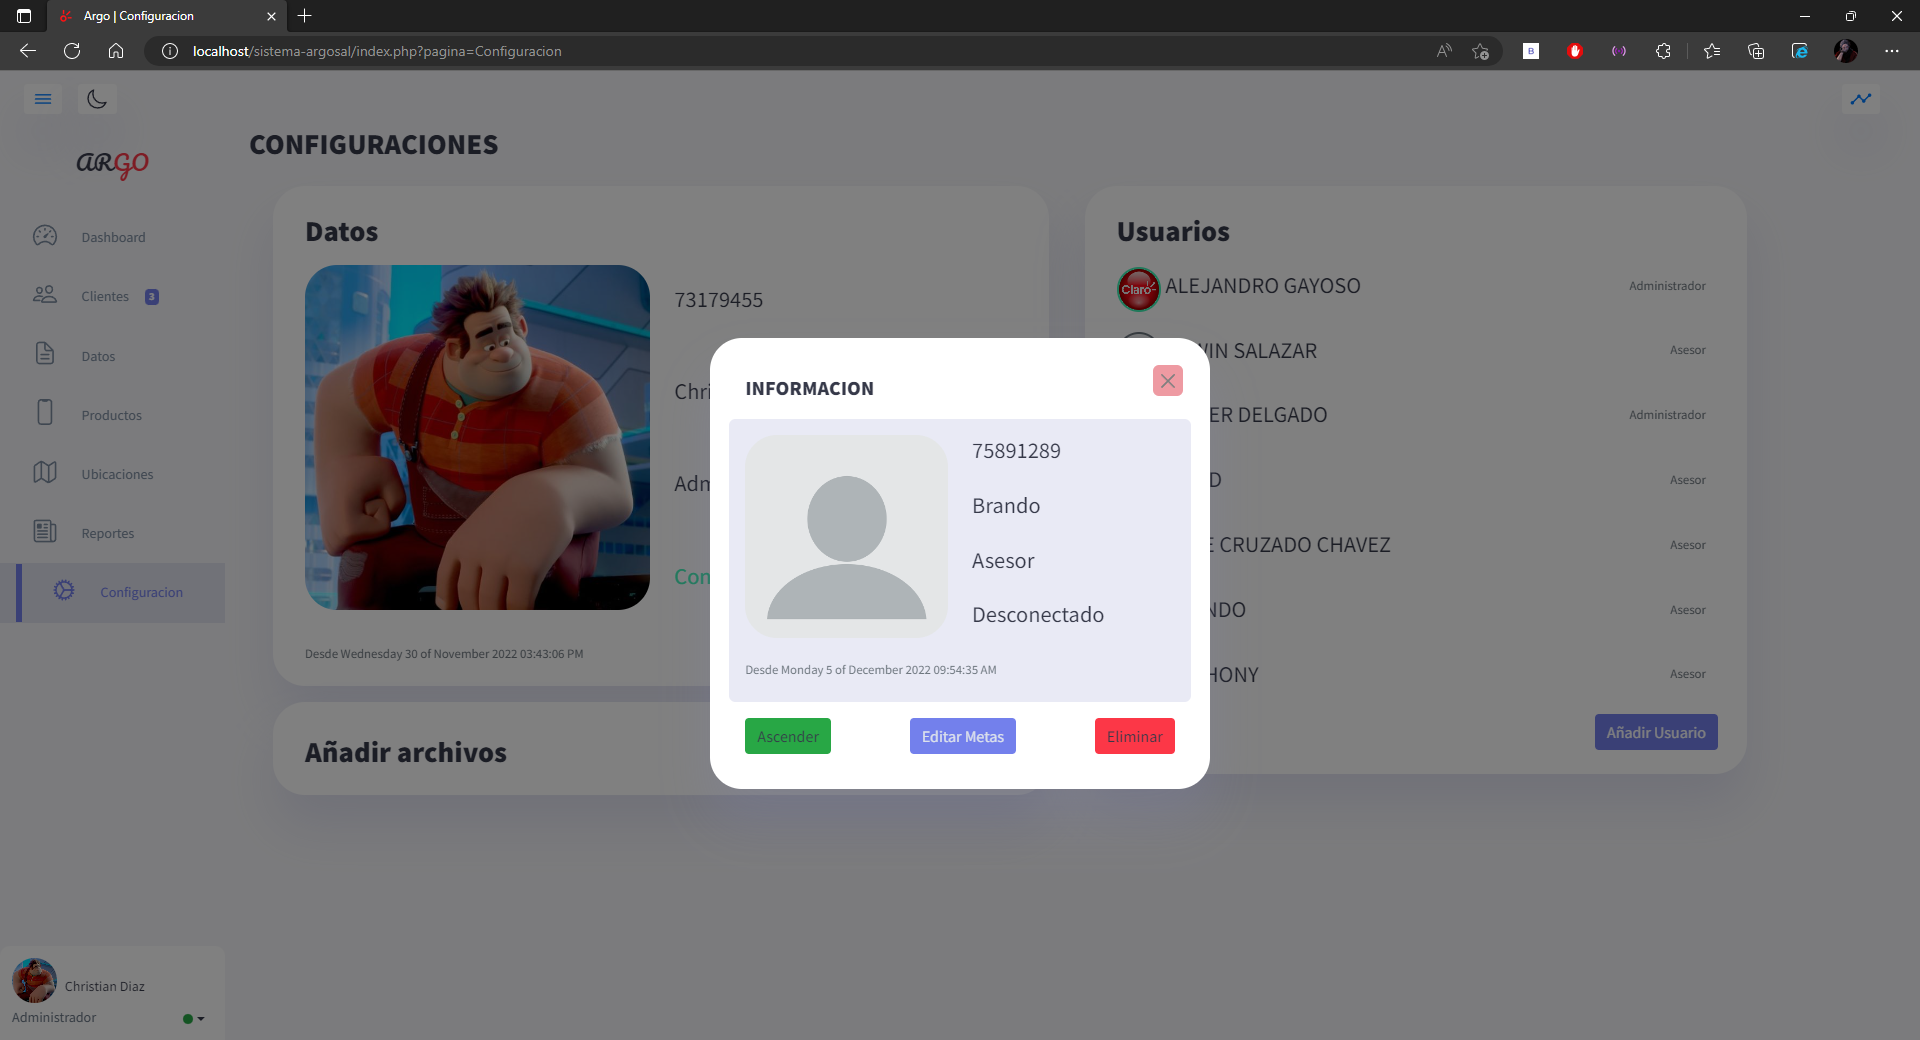 Argo | Configuracion
localhost/sistema-argosal/index.php?pagina=Configuracion
ARGO
Dashboard
Clientes 3
Datos
Productos
Ubicaciones
Reportes
Configuracion
Christian Diaz
Administrador
CONFIGURACIONES
Datos
73179455
Chri
Adm
Con
Desde Wednesday 30 of November 2022 03:43:06 PM
Añadir archivos
Usuarios
Claro
ALEJANDRO GAYOSO Administrador
WIN SALAZAR Asesor
ER DELGADO Administrador
D Asesor
E CRUZADO CHAVEZ Asesor
NDO Asesor
HONY Asesor
Añadir Usuario
INFORMACION
75891289
Brando
Asesor
Desconectado
Desde Monday 5 of December 2022 09:54:35 AM
Ascender Editar Metas Eliminar